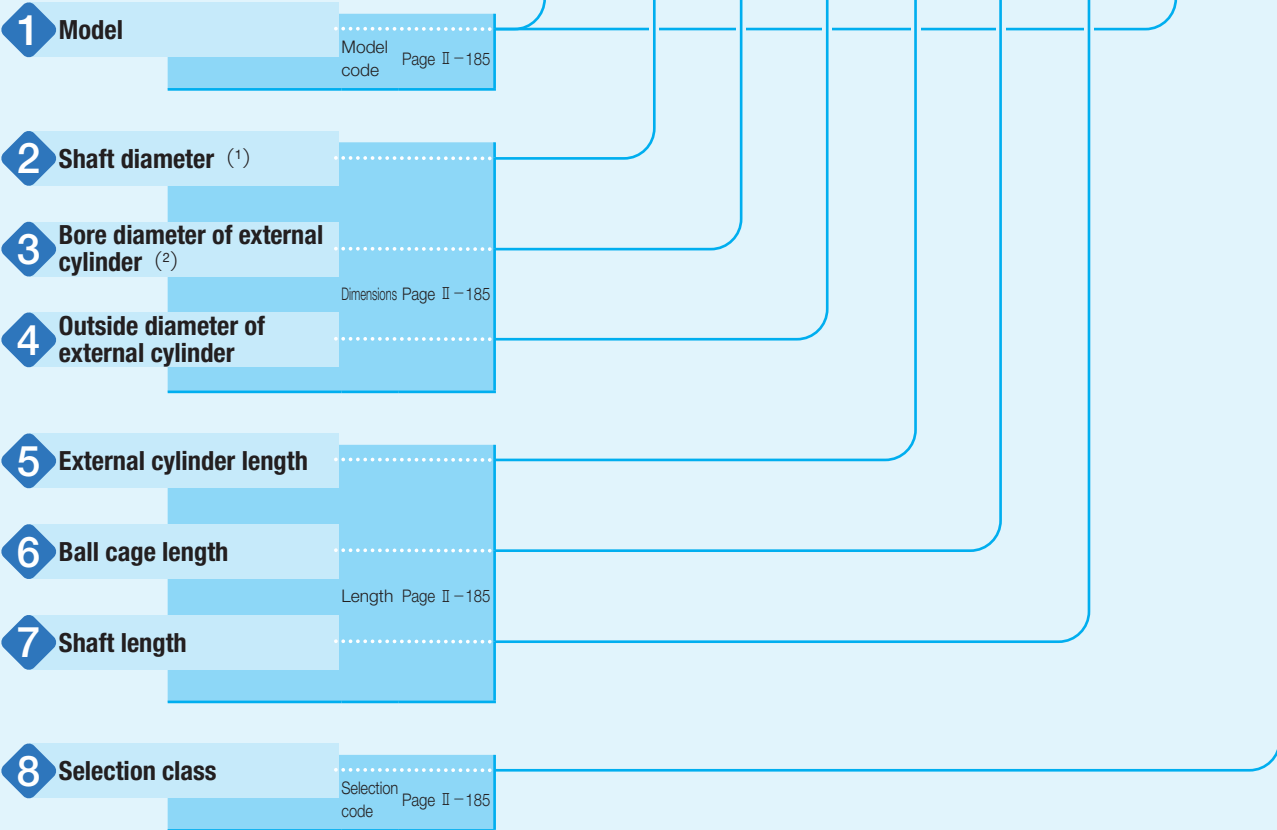 1 Model
Model code Page Ⅱ-185
2 Shaft diameter (1)
3 Bore diameter of external
cylinder (2)
Dimensions Page Ⅱ-185
4 Outside diameter of
external cylinder
5 External cylinder length
6 Ball cage length
Length Page Ⅱ-185
7 Shaft length
8 Selection class
Selection code Page Ⅱ-185